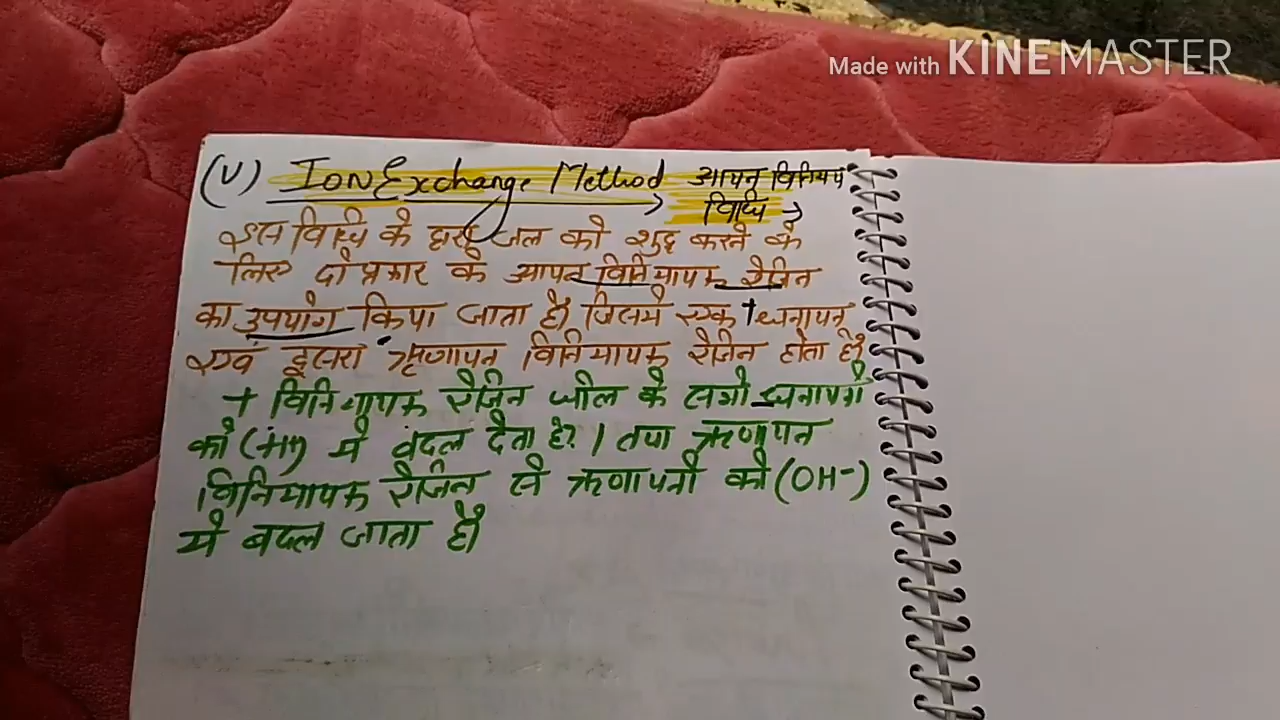 Made with KINEMASTER
(V) Ion Exchange Method आयन विनिमय
विधि →
इस विधि के द्वारा जल को शुद्ध करने के
लिए दो प्रकार के आयन विनिमायक रेजिन
का उपयोग किया जाता है। जिसमे एक + धनायन
एवं दूसरा ऋणायन विनिमायक रेजिन होता है।
+ विनिमायक रेजिन जोल के सभी धनायनो
को (+H) मे बदल देता है? । तथा ऋणायन
विनिमायक रेजिन से ऋणायनो को (OH-)
मे बदल जाता है।